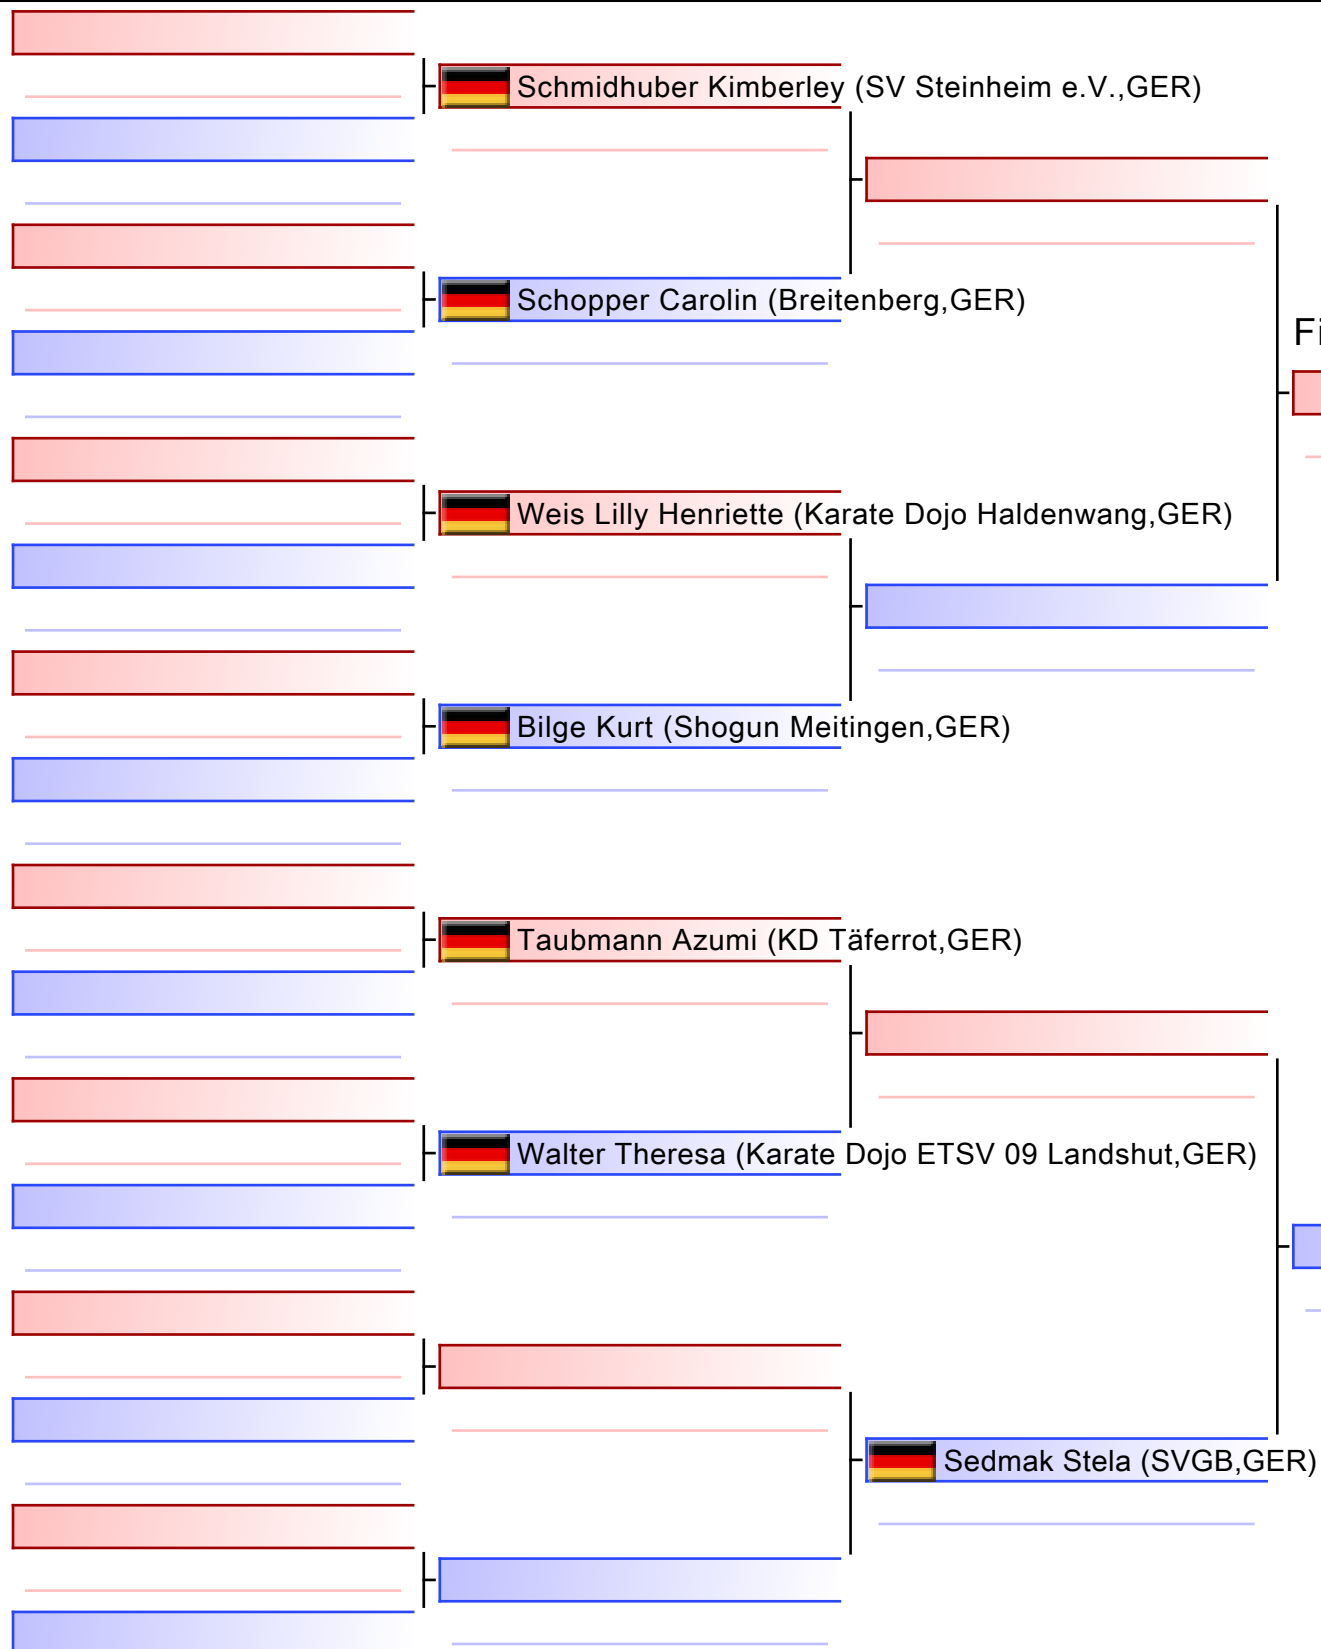 Schmidhuber Kimberley (SV Steinheim e.V.,GER)
Schopper Carolin (Breitenberg,GER)
Fi
Weis Lilly Henriette (Karate Dojo Haldenwang,GER)
Bilge Kurt (Shogun Meitingen,GER)
Taubmann Azumi (KD Täferrot,GER)
Walter Theresa (Karate Dojo ETSV 09 Landshut,GER)
Sedmak Stela (SVGB,GER)